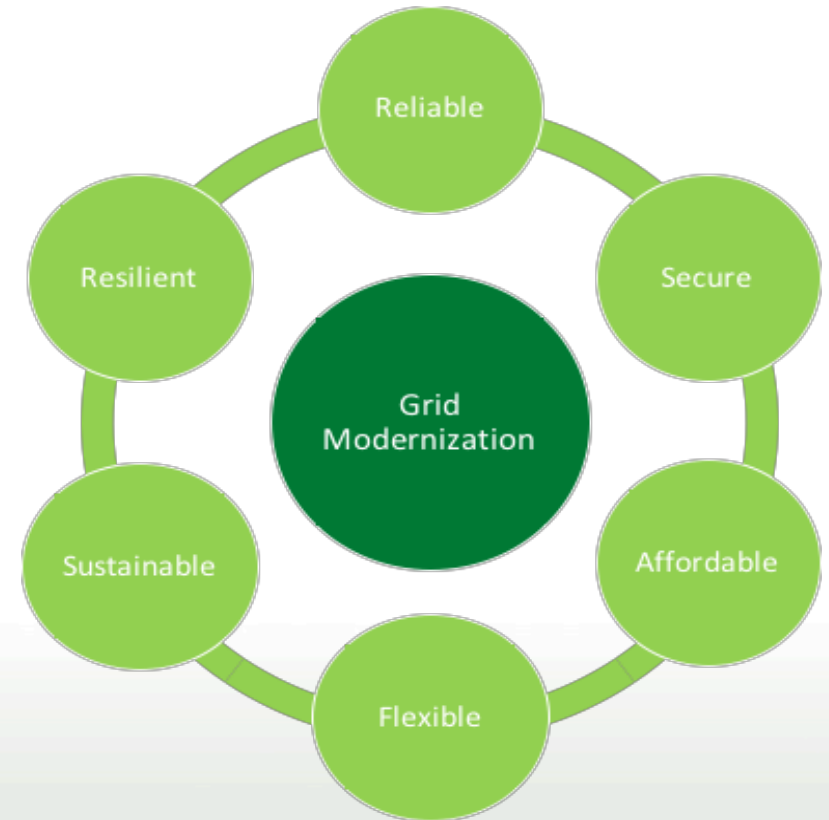 Reliable
Resilient
Secure
Grid
Modernization
Sustainable
Affordable
Flexible